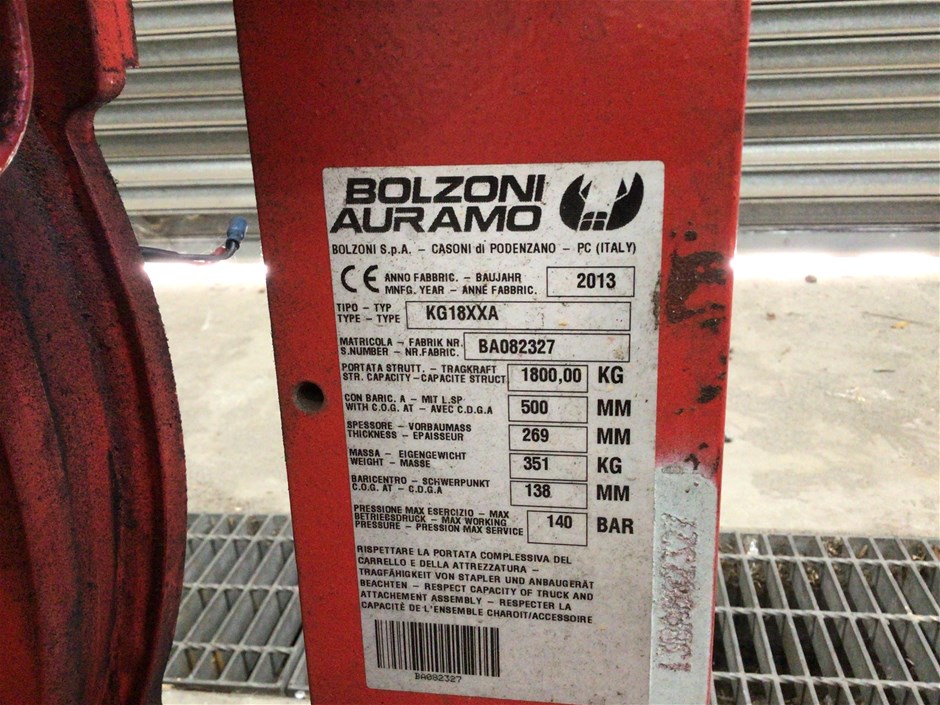 BOLZONI
AURAMO
BOLZONI S.p.A. - CASONI di PODENZANO - PC (ITALY)
CE ANNO FABBRIC. - BAUJAHR
MNFG. YEAR - ANNÉ FABBRIC. 2013
TIPO - TYP
TYPE - TYPE KG18XXA
MATRICOLA - FABRIK NR.
S.NUMBER - NR.FABRIC. BA082327
PORTATA STRUTT. - TRAGKRAFT
STR. CAPACITY - CAPACITE STRUCT. 1800,00 KG
CON BARIC. A - MIT L.SP
WITH C.O.G. AT - AVEC C.D.G.A 500 MM
SPESSORE - VORBAUMASS
THICKNESS - EPAISSEUR 269 MM
MASSA - EIGENGEWICHT
WEIGHT - MASSE 351 KG
BARICENTRO - SCHWERPUNKT
C.O.G. AT - C.D.G.A 138 MM
PRESSIONE MAX ESERCIZIO - MAX
BETRIEBSDRUCK - MAX WORKING
PRESSURE - PRESSION MAX SERVICE 140 BAR
RISPETTARE LA PORTATA COMPLESSIVA DEL
CARRELLO E DELLA ATTREZZATURA -
TRAGFÄHIGKEIT VON STAPLER UND ANBAUGERÄT
BEACHTEN - RESPECT CAPACITY OF TRUCK AND
ATTACHEMENT ASSEMBLY - RESPECTER LA
CAPACITÉ DE L'ENSEMBLE CHAROIT/ACCESSOIRE
BA082327